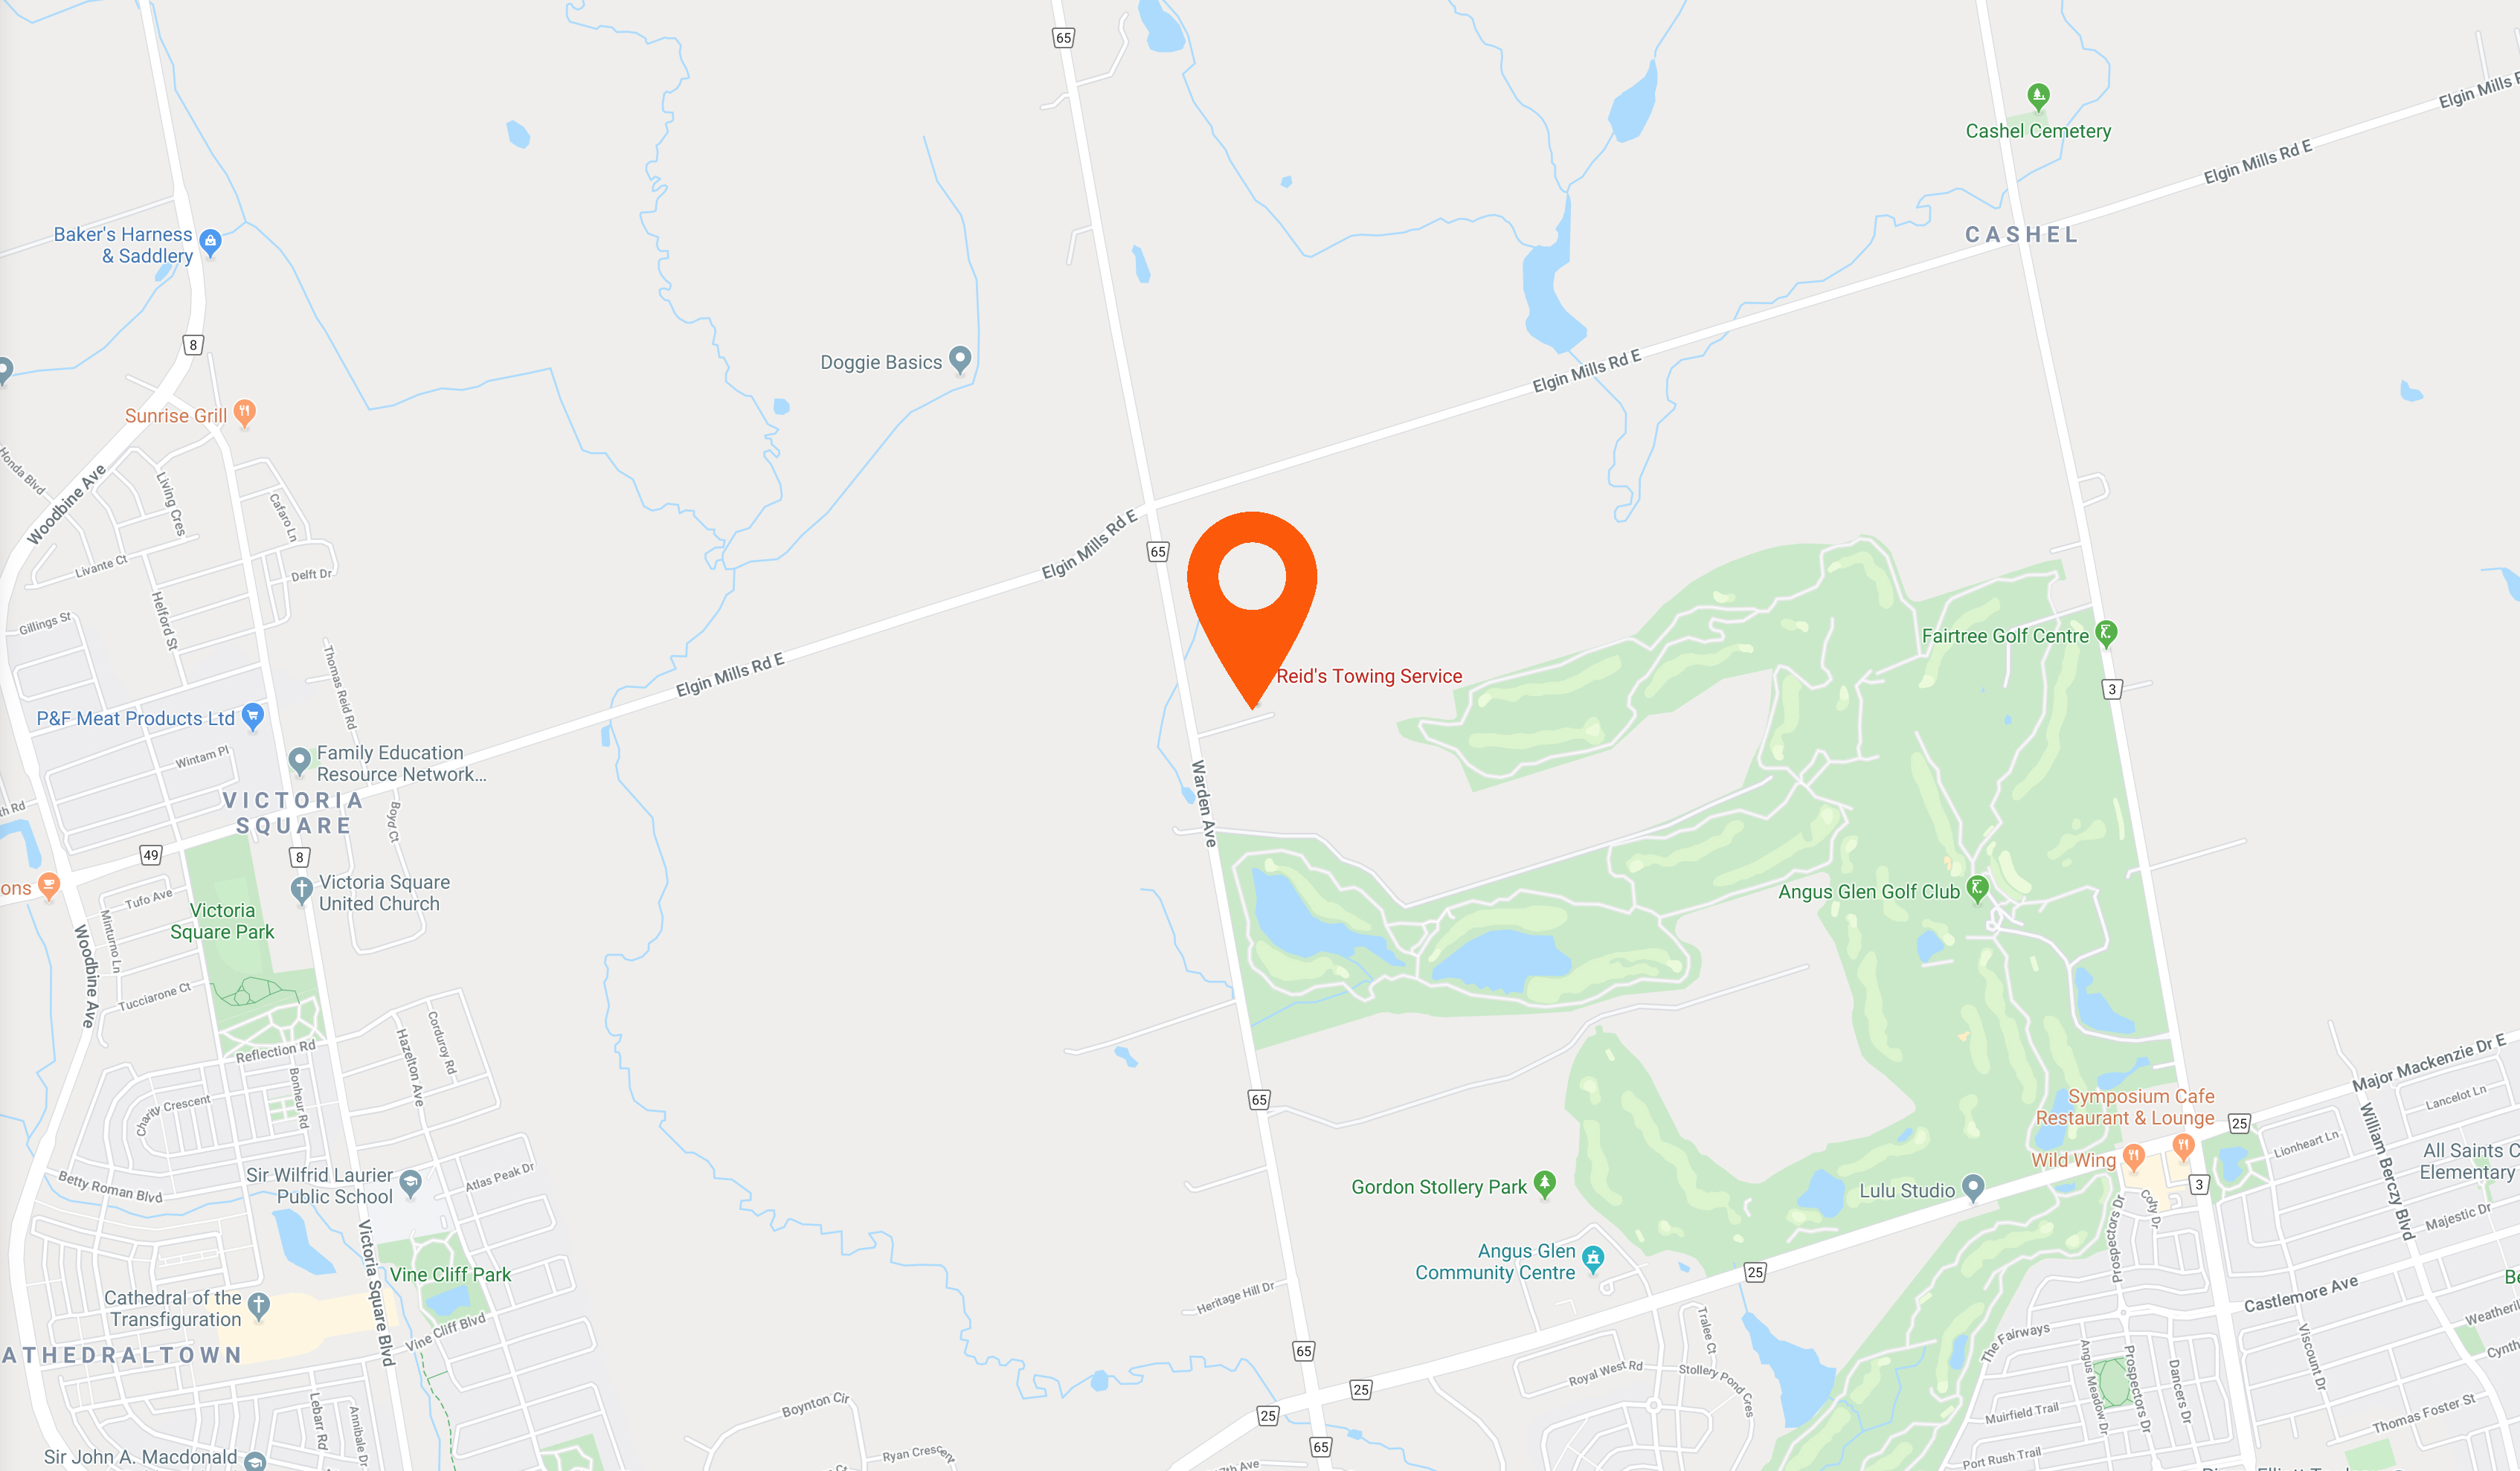 65
Elgin Mills R
Cashel Cemetery
Elgin Mills Rd E
CASHEL
Baker's Harness
& Saddlery
8
Doggie Basics
Elgin Mills Rd E
Sunrise Grill
Honda Blvd
Woodbine Ave
Living Cres
Cafaro Ln
Elgin Mills Rd E
65
Livante Ct
Delft Dr
Helford St
Gillings St
Thomas Reid Rd
Elgin Mills Rd E
Reid's Towing Service
Fairtree Golf Centre
3
P&F Meat Products Ltd
Wintam Pl
Family Education
Resource Network...
VICTORIA
SQUARE
th Rd
Boyd Ct
Warden Ave
49
8
ons
Victoria Square
United Church
Angus Glen Golf Club
Tufo Ave
Minturno Ln
Victoria
Square Park
Woodbine Ave
Tucciarone Ct
Reflection Rd
Hazelton Ave
Corduroy Rd
Bonheur Rd
Charity Crescent
65
Major Mackenzie Dr E
Symposium Cafe
Restaurant & Lounge
25
Lancelot Ln
Lionheart Ln
William Berczy Blvd
All Saints C
Elementary
Wild Wing
Lulu Studio
3
Colty Dr
Prospectors Dr
Majestic Dr
Betty Roman Blvd
Sir Wilfrid Laurier
Public School
Atlas Peak Dr
Gordon Stollery Park
Angus Glen
Community Centre
25
Victoria Square Blvd
Vine Cliff Park
Cathedral of the
Transfiguration
Vine Cliff Blvd
ATHEDRALTOWN
Heritage Hill Dr
65
25
25
65
Tralee Ct
Royal West Rd
Stollery Pond Cres
Castlemore Ave
Be
Weatheril
Cynth
The Fairways
Viscount Dr
Angus Meadow Dr
Prospectors Dr
Dancers Dr
Muirfield Trail
Port Rush Trail
Thomas Foster St
Lebarr Rd
Annibale Dr
Boynton Cir
Ryan Crescent
Sir John A. Macdonald